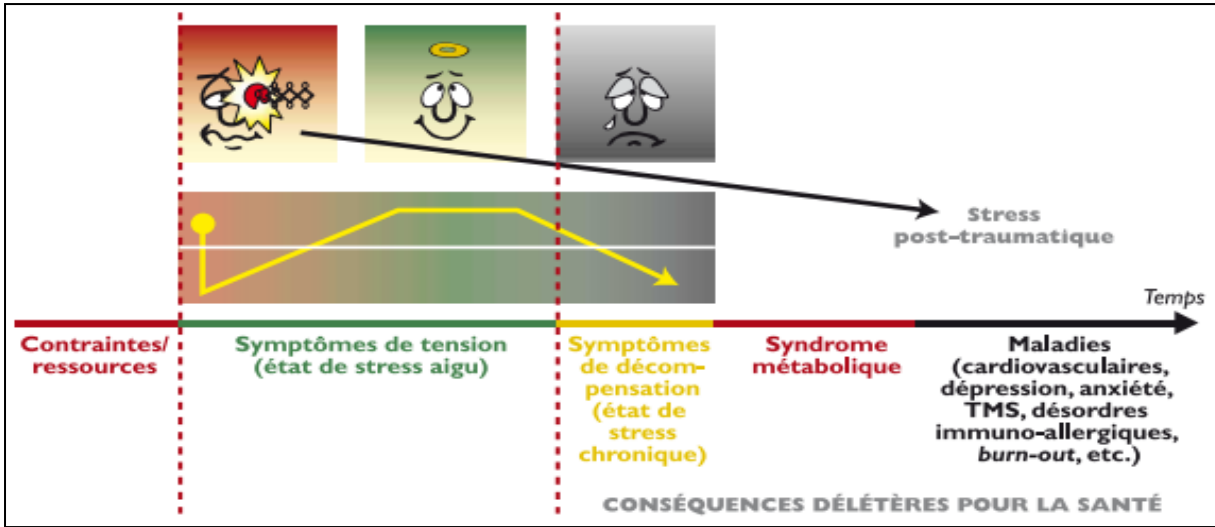 Stress
post-traumatique
Temps
Contraintes/
ressources
Symptômes de tension
(état de stress aigu)
Symptômes
de décom-
pensation
(état de
stress
chronique)
Syndrome
métabolique
Maladies
(cardiovasculaires,
dépression, anxiété,
TMS, désordres
immuno-allergiques,
burn-out, etc.)
CONSÉQUENCES DÉLÉTÈRES POUR LA SANTÉ